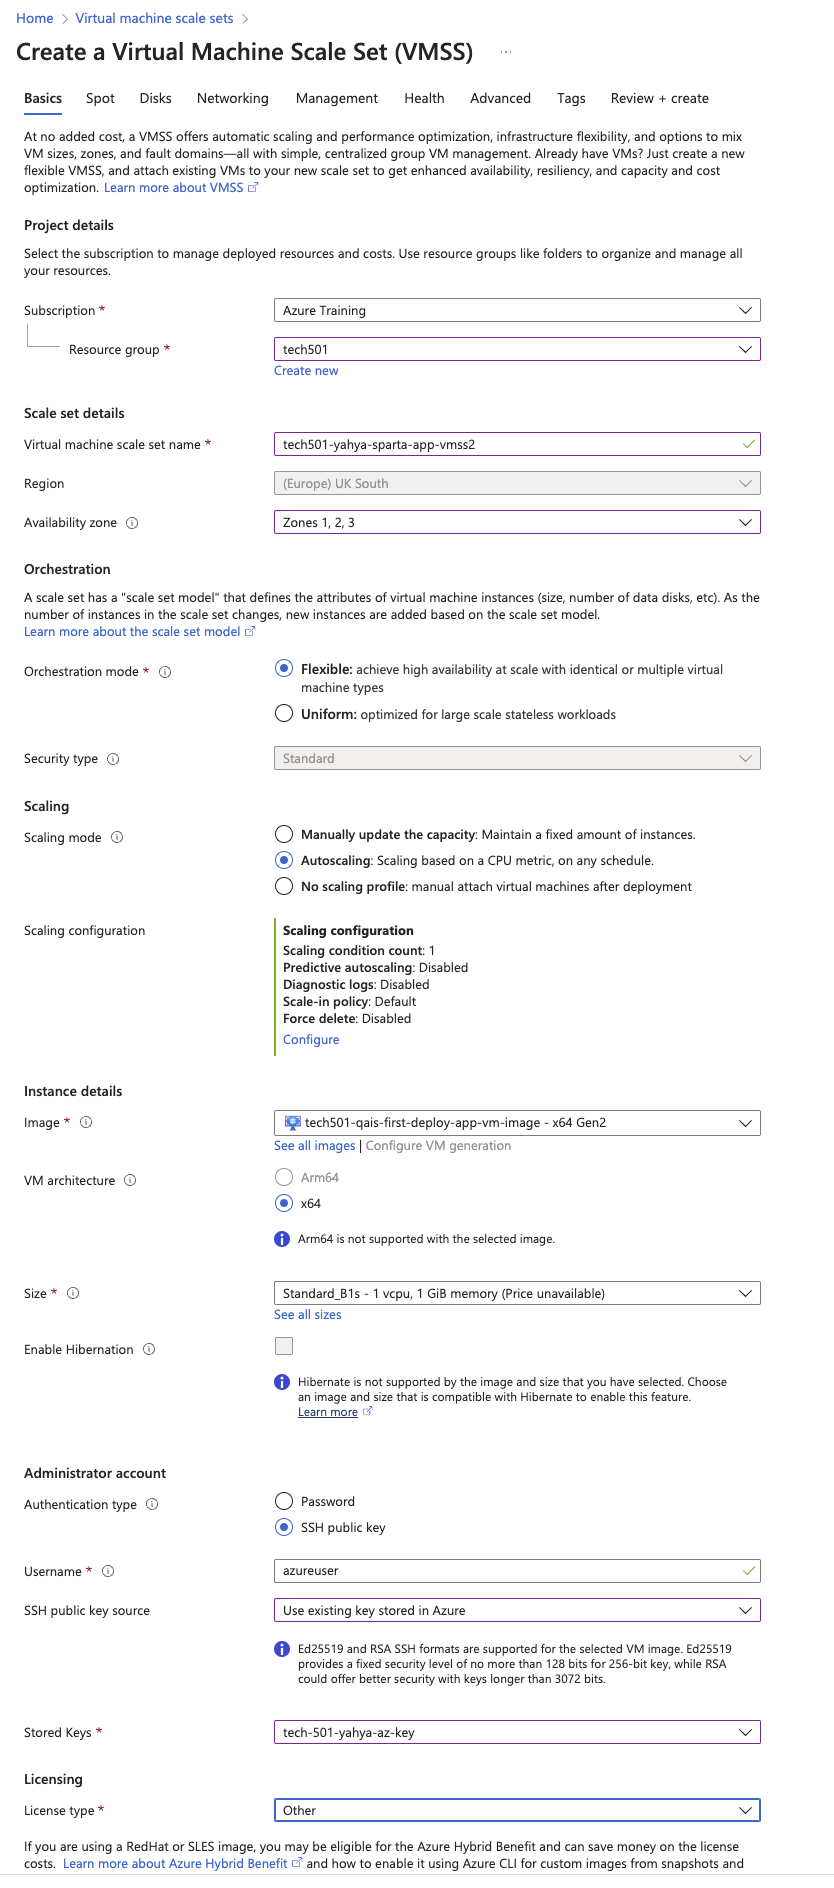 Home > Virtual machine scale sets >
Create a Virtual Machine Scale Set (VMSS) ...
Basics Spot Disks Networking Management Health Advanced Tags Review + create
At no added cost, a VMSS offers automatic scaling and performance optimization, infrastructure flexibility, and options to mix
VM sizes, zones, and fault domains—all with simple, centralized group VM management. Already have VMs? Just create a new
flexible VMSS, and attach existing VMs to your new scale set to get enhanced availability, resiliency, and capacity and cost
optimization. Learn more about VMSS
Project details
Select the subscription to manage deployed resources and costs. Use resource groups like folders to organize and manage all
your resources.
Subscription * Azure Training
Resource group * tech501
Create new
Scale set details
Virtual machine scale set name * tech501-yahya-sparta-app-vmss2
Region (Europe) UK South
Availability zone Zones 1, 2, 3
Orchestration
A scale set has a "scale set model" that defines the attributes of virtual machine instances (size, number of data disks, etc). As the
number of instances in the scale set changes, new instances are added based on the scale set model.
Learn more about the scale set model
Orchestration mode * Flexible: achieve high availability at scale with identical or multiple virtual
machine types
Uniform: optimized for large scale stateless workloads
Security type Standard
Scaling
Scaling mode Manually update the capacity: Maintain a fixed amount of instances.
Autoscaling: Scaling based on a CPU metric, on any schedule.
No scaling profile: manual attach virtual machines after deployment
Scaling configuration Scaling configuration
Scaling condition count: 1
Predictive autoscaling: Disabled
Diagnostic logs: Disabled
Scale-in policy: Default
Force delete: Disabled
Configure
Instance details
Image * tech501-qais-first-deploy-app-vm-image - x64 Gen2
See all images | Configure VM generation
VM architecture Arm64
x64
Arm64 is not supported with the selected image.
Size * Standard_B1s - 1 vcpu, 1 GiB memory (Price unavailable)
See all sizes
Enable Hibernation
Hibernate is not supported by the image and size that you have selected. Choose
an image and size that is compatible with Hibernate to enable this feature.
Learn more
Administrator account
Authentication type Password
SSH public key
Username * azureuser
SSH public key source Use existing key stored in Azure
Ed25519 and RSA SSH formats are supported for the selected VM image. Ed25519
provides a fixed security level of no more than 128 bits for 256-bit key, while RSA
could offer better security with keys longer than 3072 bits.
Stored Keys * tech-501-yahya-az-key
Licensing
License type * Other
If you are using a RedHat or SLES image, you may be eligible for the Azure Hybrid Benefit and can save money on the license
costs. Learn more about Azure Hybrid Benefit and how to enable it using Azure CLI for custom images from snapshots and